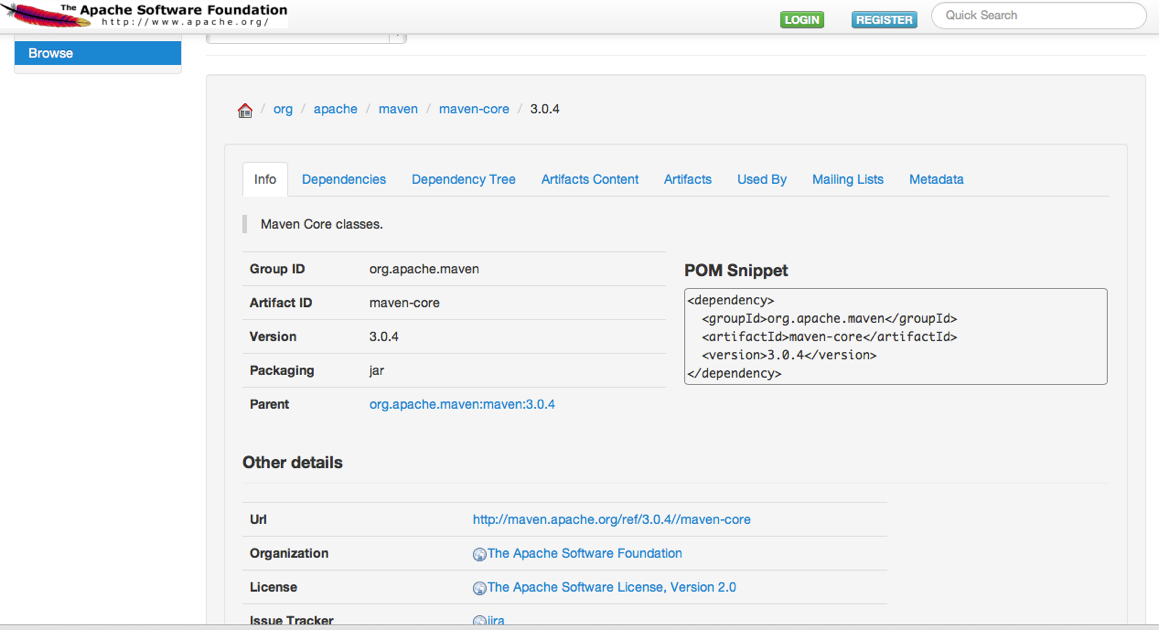 The Apache Software Foundation
http://www.apache.org/
LOGIN
REGISTER
Quick Search
Browse
/ org / apache / maven / maven-core / 3.0.4
Info Dependencies Dependency Tree Artifacts Content Artifacts Used By Mailing Lists Metadata
Maven Core classes.
Group ID org.apache.maven
Artifact ID maven-core
Version 3.0.4
Packaging jar
Parent org.apache.maven:maven:3.0.4
POM Snippet
<dependency>
<groupId>org.apache.maven</groupId>
<artifactId>maven-core</artifactId>
<version>3.0.4</version>
</dependency>
Other details
Url http://maven.apache.org/ref/3.0.4//maven-core
Organization The Apache Software Foundation
License The Apache Software License, Version 2.0
Issue Tracker jira